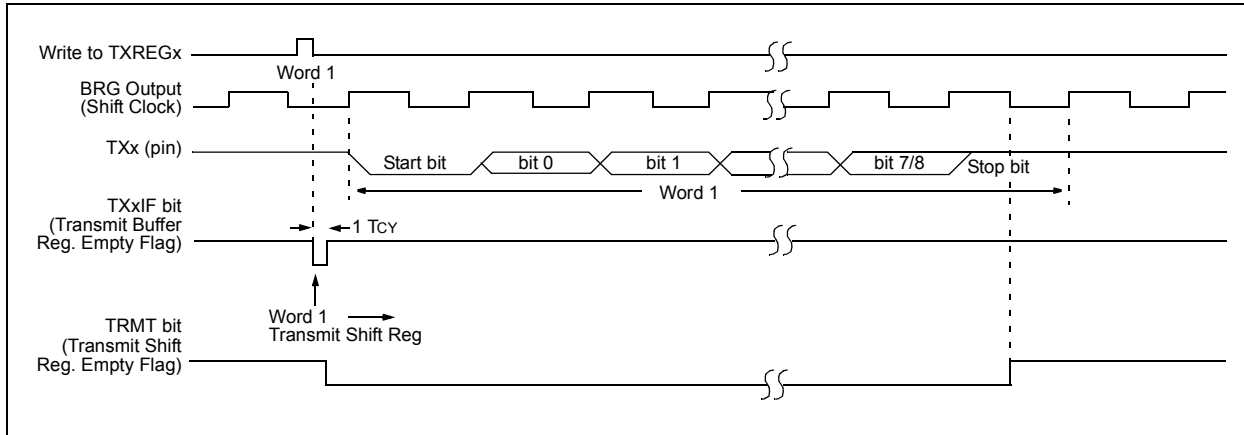 Write to TXREGx
Word 1
BRG Output
(Shift Clock)
TXx (pin)
Start bit
bit 0
bit 1
bit 7/8
Stop bit
Word 1
TXxIF bit
(Transmit Buffer
Reg. Empty Flag)
1 TCY
Word 1
Transmit Shift Reg
TRMT bit
(Transmit Shift
Reg. Empty Flag)